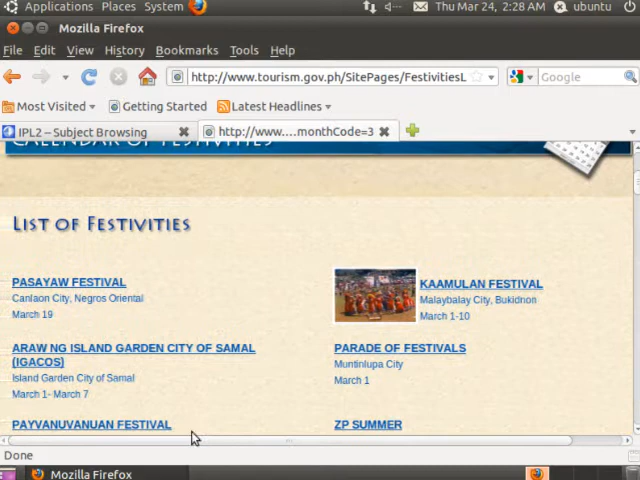 Applications Places System Thu Mar 24, 2:28 AM ubuntu
Mozilla Firefox
File Edit View History Bookmarks Tools Help
http://www.tourism.gov.ph/SitePages/FestivitiesL Google
Most Visited Getting Started Latest Headlines
IPL2 – Subject Browsing http://www....monthCode=3
CALENDAR OF FESTIVITIES
LIST OF FESTIVITIES
PASAYAW FESTIVAL
Canlaon City, Negros Oriental
March 19
KAAMULAN FESTIVAL
Malaybalay City, Bukidnon
March 1-10
ARAW NG ISLAND GARDEN CITY OF SAMAL
(IGACOS)
Island Garden City of Samal
March 1- March 7
PARADE OF FESTIVALS
Muntinlupa City
March 1
PAYVANUVANUAN FESTIVAL
ZP SUMMER
Done
Mozilla Firefox